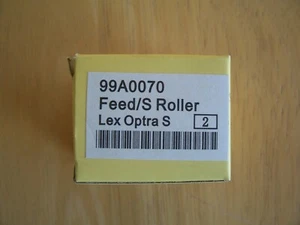 99A0070
Feed/S Roller
Lex Optra S 2